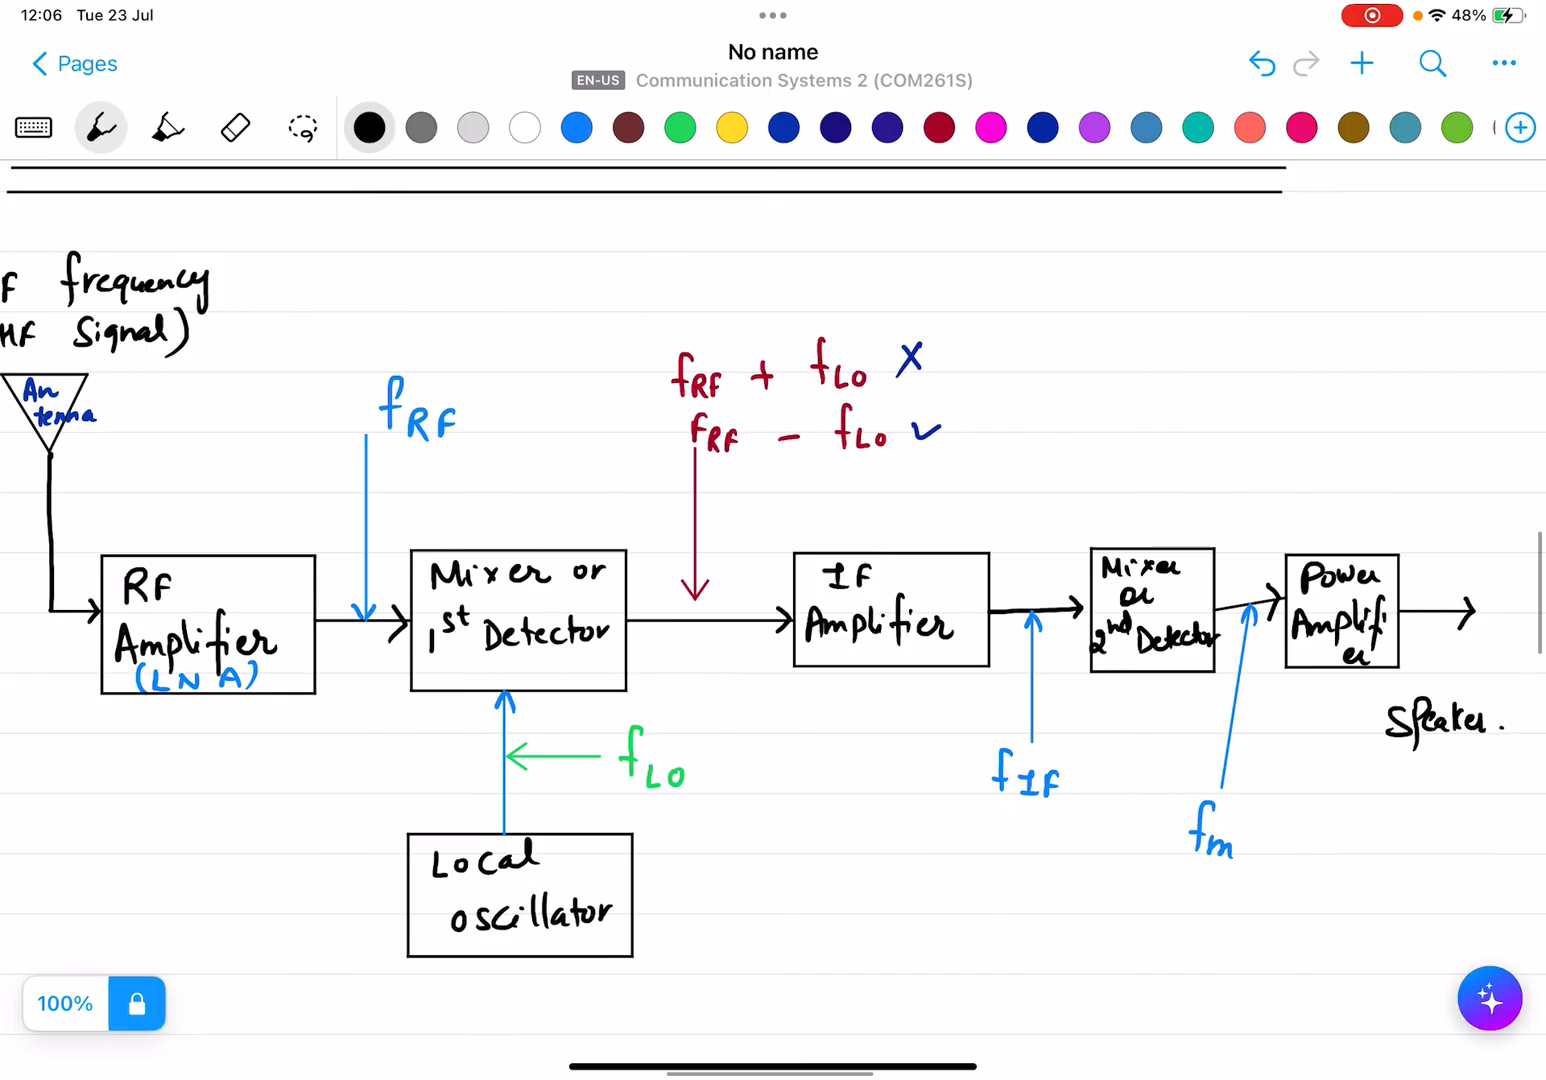 12:06 Tue 23 Jul
48%
Pages
No name
EN-US Communication Systems 2 (COM261S)
F frequency
HF Signal)
An
tenna
fRF
fRF + fLO X
FRF - fLO ✓
RF
Amplifier
(LNA)
Mixer or
1st Detector
IF
Amplifier
Mixer
or
2nd Detector
Power
Amplifi
er
Speaker.
fLO
fIF
fm
Local
oscillator
100%